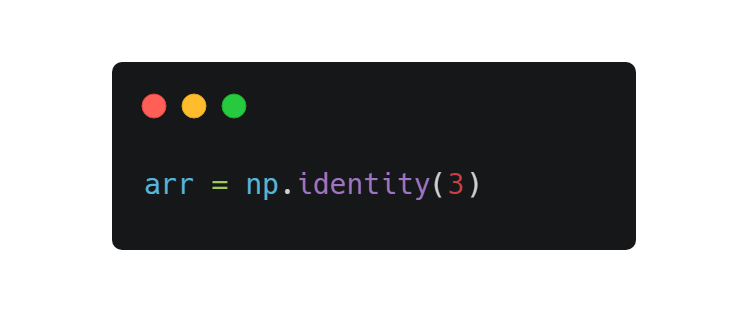 arr = np.identity(3)